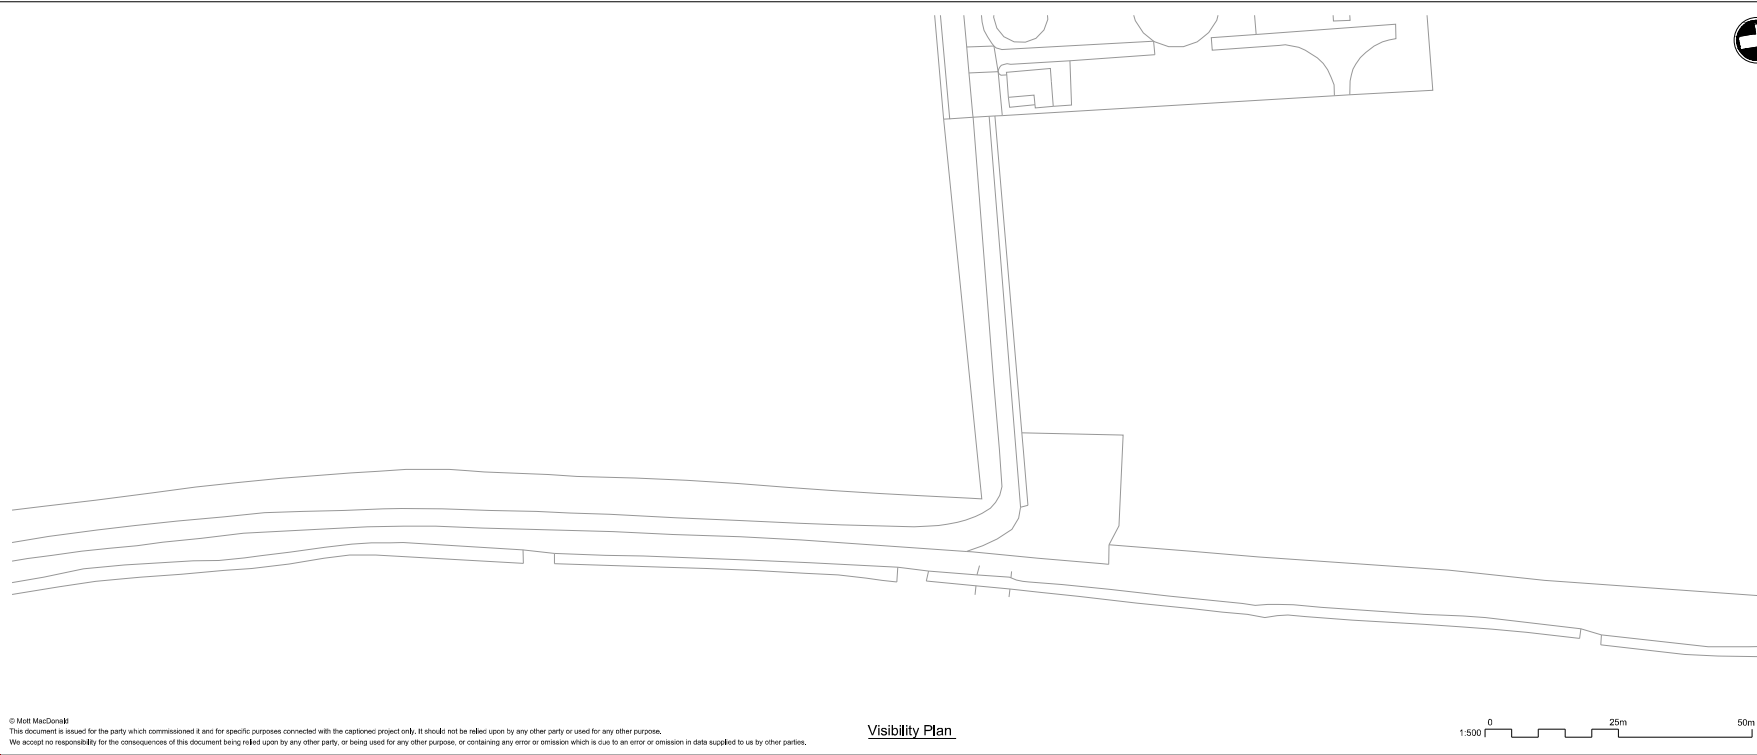 © Mott MacDonald
This document is issued for the party which commissioned it and for specific purposes connected with the captioned project only. It should not be relied upon by any other party or used for any other purpose.
We accept no responsibility for the consequences of this document being relied upon by any other party, or being used for any other purpose, or containing any error or omission which is due to an error or omission in data supplied to us by other parties.
Visibility Plan
0 25m 50m
1:500